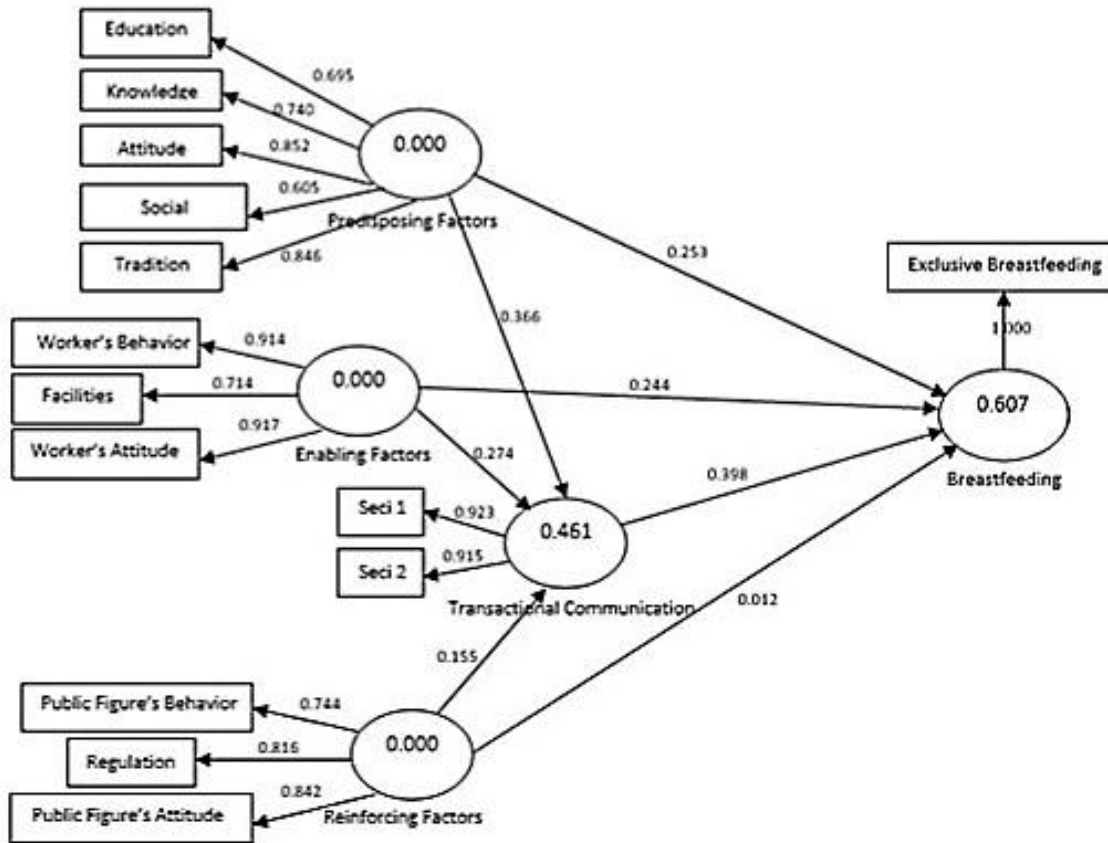 Education
0.695
Knowledge
0.740
0.000
Attitude
0.852
Social
0.605
Predisposing Factors
Tradition
0.846
0.253
Exclusive Breastfeeding
0.366
1.000
Worker's Behavior
0.914
0.000
Facilities
0.714
0.244
0.607
Worker's Attitude
0.917
Enabling Factors
0.274
0.398
Breastfeeding
Seci 1
0.923
0.461
Seci 2
0.915
Transactional Communication
0.012
0.155
Public Figure's Behavior
0.744
0.000
Regulation
0.816
Public Figure's Attitude
0.842
Reinforcing Factors